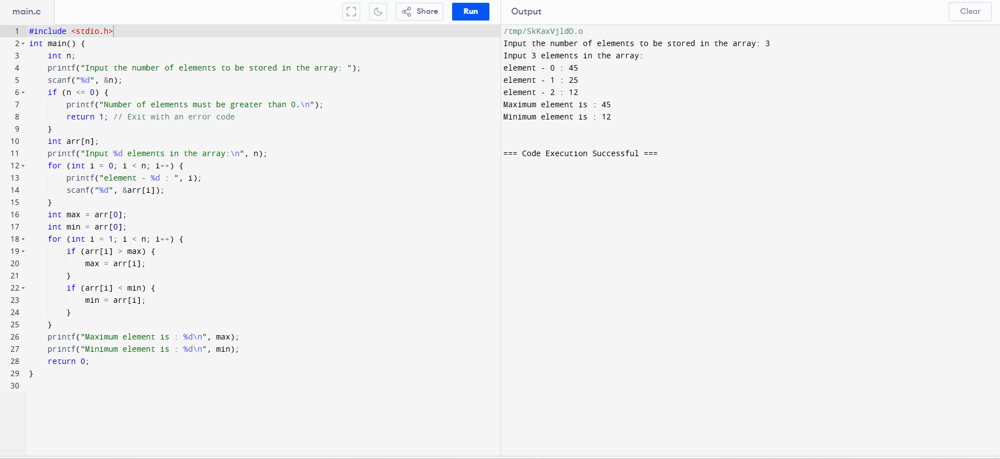 main.c
Share
Run
Output
Clear
1 #include <stdio.h>
2 int main() {
3     int n;
4     printf("Input the number of elements to be stored in the array: ");
5     scanf("%d", &n);
6     if (n <= 0) {
7         printf("Number of elements must be greater than 0.\n");
8         return 1; // Exit with an error code
9     }
10     int arr[n];
11     printf("Input %d elements in the array:\n", n);
12     for (int i = 0; i < n; i++) {
13         printf("element - %d : ", i);
14         scanf("%d", &arr[i]);
15     }
16     int max = arr[0];
17     int min = arr[0];
18     for (int i = 1; i < n; i++) {
19         if (arr[i] > max) {
20             max = arr[i];
21         }
22         if (arr[i] < min) {
23             min = arr[i];
24         }
25     }
26     printf("Maximum element is : %d\n", max);
27     printf("Minimum element is : %d\n", min);
28     return 0;
29 }
30
/tmp/SkKaxVjldO.o
Input the number of elements to be stored in the array: 3
Input 3 elements in the array:
element - 0 : 45
element - 1 : 25
element - 2 : 12
Maximum element is : 45
Minimum element is : 12
=== Code Execution Successful ===